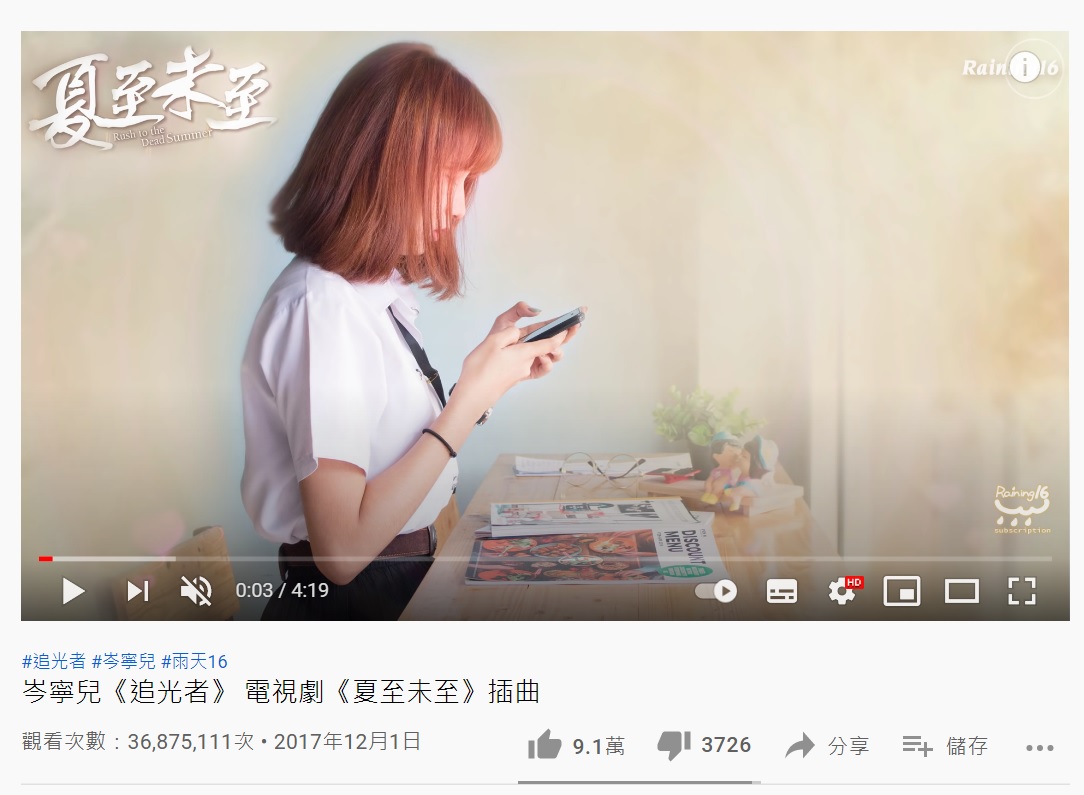 夏至未至
Rush to the
Dead Summer
Raining16
subscription
DISCOUNT
MENU
0:03 / 4:19
HD
#追光者 #岑寧兒 #雨天16
岑寧兒《追光者》 電視劇《夏至未至》插曲
觀看次數：36,875,111次 • 2017年12月1日
9.1萬
3726
分享
儲存